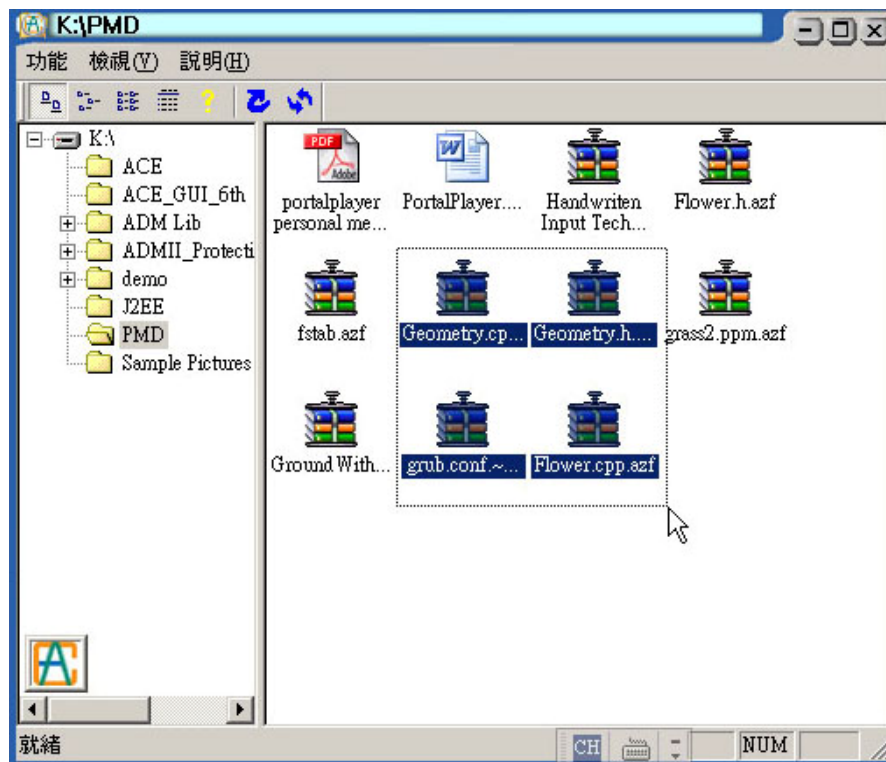 K:\PMD
功能 檢視(V) 說明(H)
K:\
ACE
ACE_GUI_6th
ADM Lib
ADMII_Protecti
demo
J2EE
PMD
Sample Pictures
PDF
Adobe
W
portalplayer
personal me...
PortalPlayer....
Handwriten
Input Tech...
Flower.h.azf
fstab.azf
Geometry.cp...
Geometry.h....
grass2.ppm.azf
Ground With...
grub.conf.~...
Flower.cpp.azf
就緒
CH
NUM